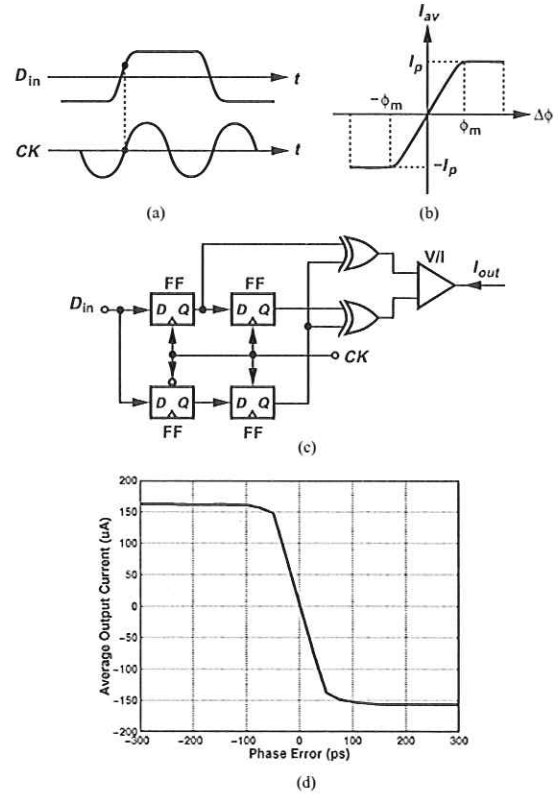 I_av
D_in
t
I_p
−ϕ_m
Δϕ
ϕ_m
CK
t
−I_p
(a)
(b)
V/I
I_out
FF
FF
D_in
D Q
D Q
CK
D Q
D Q
FF
FF
(c)
200
150
100
50
0
−50
−100
−150
−200
Average Output Current (uA)
−300
−200
−100
0
100
200
300
Phase Error (ps)
(d)